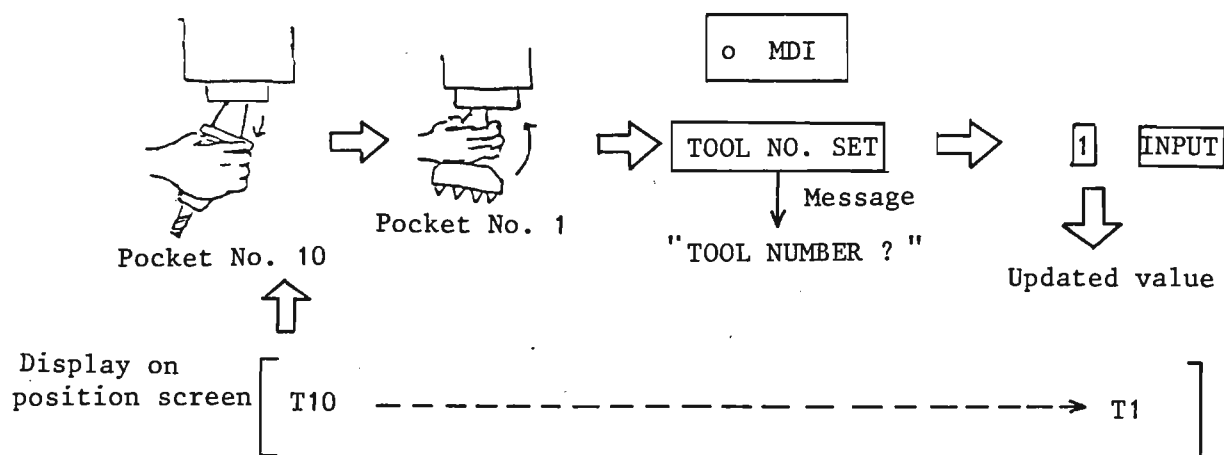 o MDI
TOOL NO. SET
1 INPUT
Message
Pocket No. 1
"TOOL NUMBER ? "
Pocket No. 10
Updated value
Display on
position screen
T10 T1